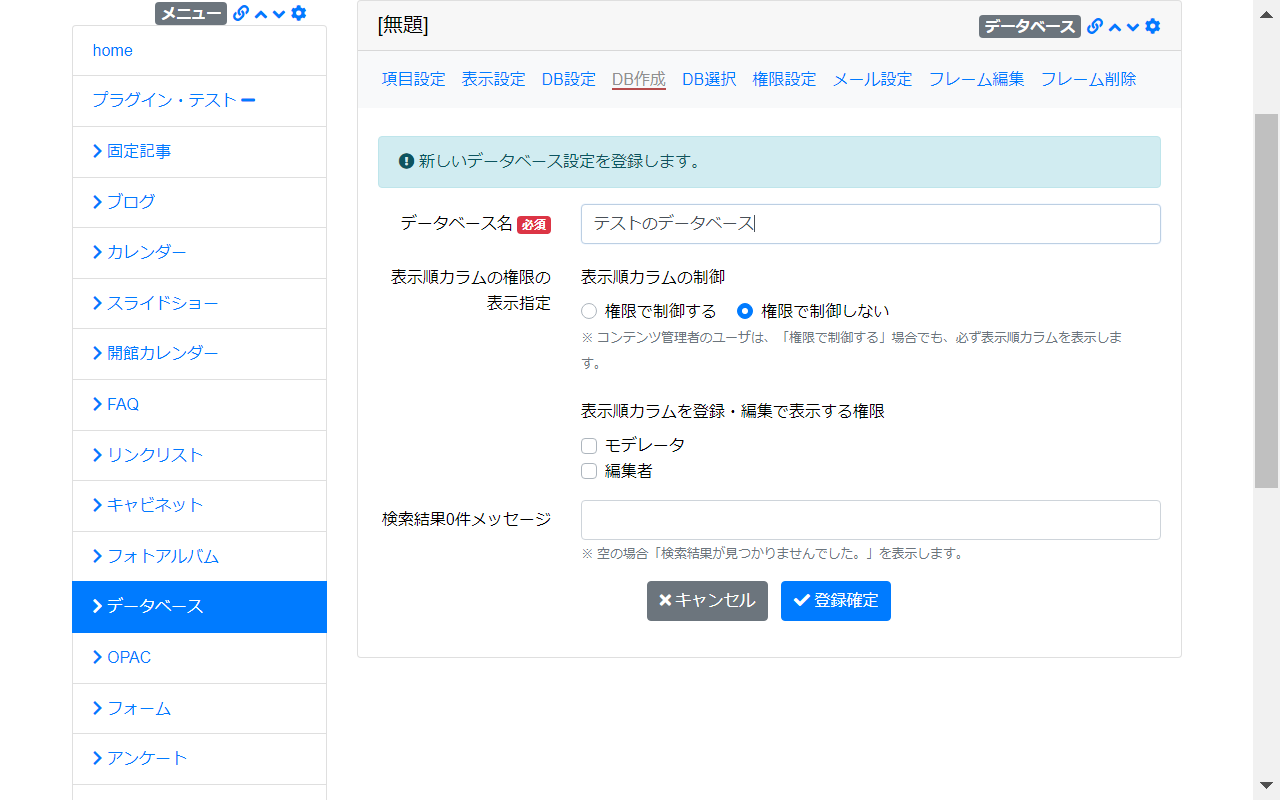 メニュー
home
プラグイン・テスト
固定記事
ブログ
カレンダー
スライドショー
開館カレンダー
FAQ
リンクリスト
キャビネット
フォトアルバム
データベース
OPAC
フォーム
アンケート
[無題]
データベース
項目設定 表示設定 DB設定 DB作成 DB選択 権限設定 メール設定 フレーム編集 フレーム削除
新しいデータベース設定を登録します。
データベース名 必須
テストのデータベース
表示順カラムの権限の
表示指定
表示順カラムの制御
権限で制御する 権限で制御しない
※ コンテンツ管理者のユーザは、「権限で制御する」場合でも、必ず表示順カラムを表示しま
す。
表示順カラムを登録・編集で表示する権限
モデレータ
編集者
検索結果0件メッセージ
※ 空の場合「検索結果が見つかりませんでした。」を表示します。
キャンセル 登録確定